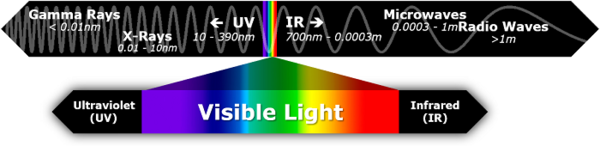 Gamma Rays
< 0.01nm
X-Rays
0.01 - 10nm
← UV
10 - 390nm
IR →
700nm - 0.0003m
Microwaves
0.0003 - 1m
Radio Waves
>1m
Ultraviolet
(UV)
Visible Light
Infrared
(IR)